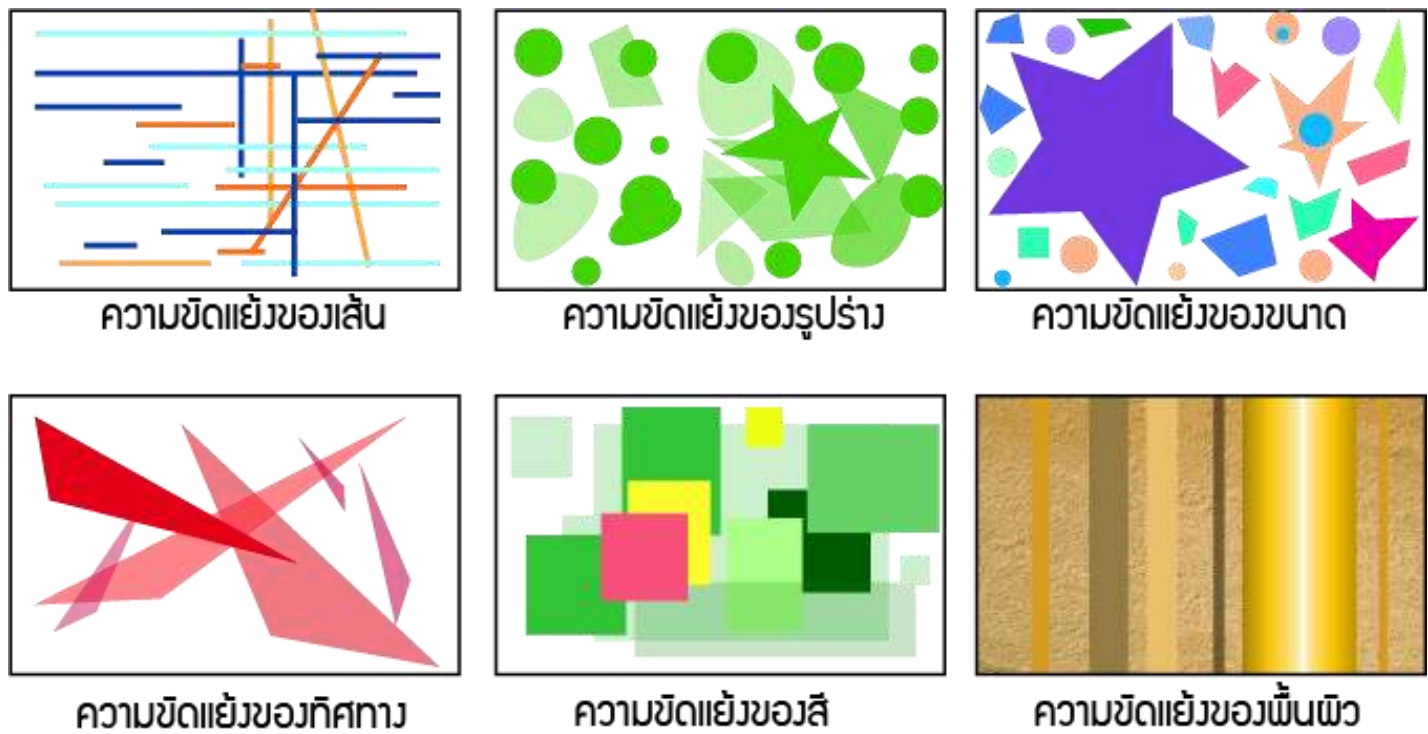 ความขัดแย้งของเส้น
ความขัดแย้งของรูปร่าง
ความขัดแย้งของขนาด
ความขัดแย้งของทิศทาง
ความขัดแย้งของสี
ความขัดแย้งของพื้นผิว